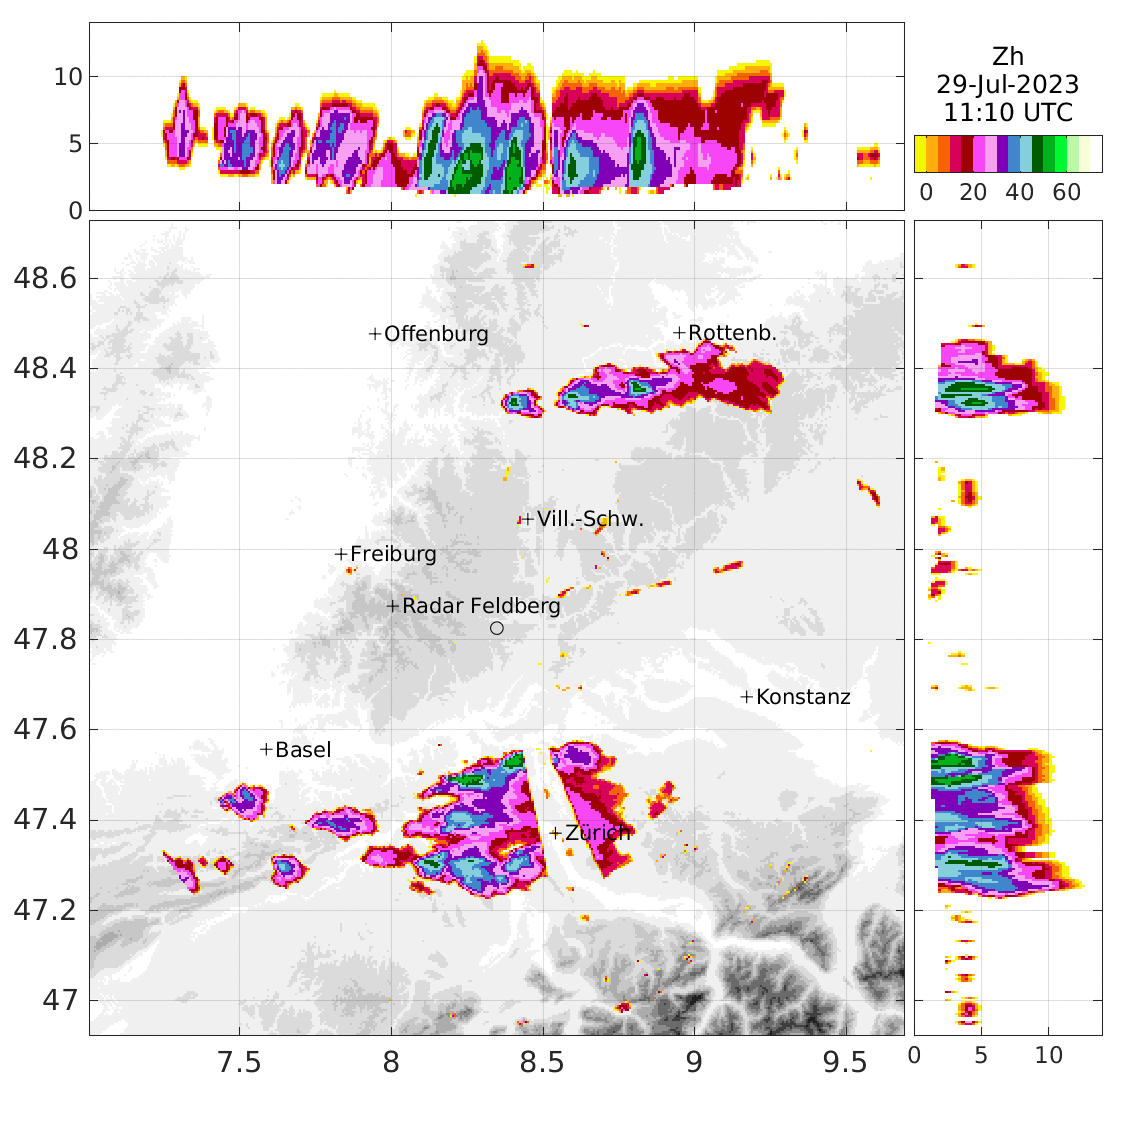 Zh
29-Jul-2023
11:10 UTC
10
5
0
0 20 40 60
48.6
+Offenburg +Rottenb.
48.4
48.2
+Vill.-Schw.
48
+Freiburg
+Radar Feldberg
47.8
+Konstanz
47.6
+Basel
47.4
+Zürich
47.2
47
7.5 8 8.5 9 9.5
0 5 10